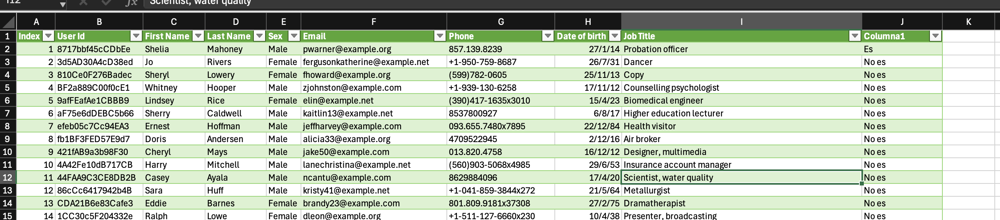 Scientist, water quality
A B C D E F G H I J K
1 Index User Id First Name Last Name Sex Email Phone Date of birth Job Title Columna1
2 1 8717bbf45cCDbEe Shelia Mahoney Male pwarner@example.org 857.139.8239 27/1/14 Probation officer Es
3 2 3d5AD30A4cD38ed Jo Rivers Female fergusonkatherine@example.net +1-950-759-8687 26/7/31 Dancer No es
4 3 810Ce0F276Badec Sheryl Lowery Female fhoward@example.org (599)782-0605 25/11/13 Copy No es
5 4 BF2a889C00f0cE1 Whitney Hooper Male zjohnston@example.com +1-939-130-6258 17/11/12 Counselling psychologist No es
6 5 9afFEafAe1CBBB9 Lindsey Rice Female elin@example.net (390)417-1635x3010 15/4/23 Biomedical engineer No es
7 6 aF75e6dDEBC5b66 Sherry Caldwell Male kaitlin13@example.net 8537800927 6/8/17 Higher education lecturer No es
8 7 efeb05c7Cc94EA3 Ernest Hoffman Male jeffharvey@example.com 093.655.7480x7895 22/12/84 Health visitor No es
9 8 fb1BF3FED57E9d7 Doris Andersen Male alicia33@example.org 4709522945 2/12/16 Air broker No es
10 9 421fAB9a3b98F30 Cheryl Mays Male jake50@example.com 013.820.4758 16/12/12 Designer, multimedia No es
11 10 4A42Fe10dB717CB Harry Mitchell Male lanechristina@example.net (560)903-5068x4985 29/6/53 Insurance account manager No es
12 11 44FAA9C3CE8DB2B Casey Ayala Male ncantu@example.com 8629884096 17/4/20 Scientist, water quality No es
13 12 86cCc6417942b4B Sara Huff Male kristy41@example.net +1-041-859-3844x272 21/5/64 Metallurgist No es
14 13 CDA21B6e83Cafe3 Eddie Barnes Female brandy23@example.com 801.809.9181x37308 27/2/75 Dramatherapist No es
15 14 1CC30c5F204332e Ralph Lowe Female dleon@example.org +1-511-127-6660x230 10/4/38 Presenter, broadcasting No es